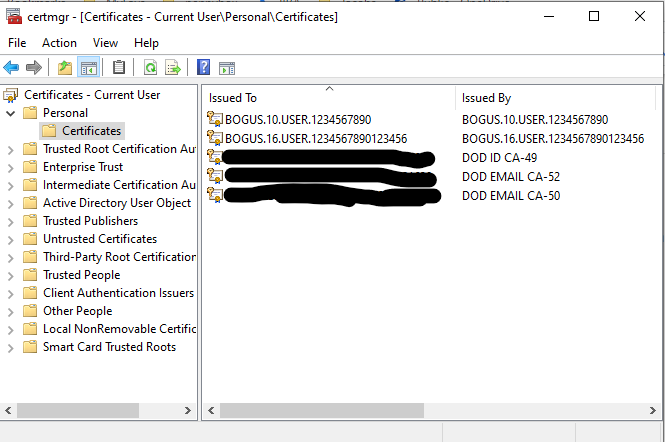 certmgr - [Certificates - Current User\Personal\Certificates]
File Action View Help
Certificates - Current User
Personal
Certificates
Trusted Root Certification Au
Enterprise Trust
Intermediate Certification Au
Active Directory User Object
Trusted Publishers
Untrusted Certificates
Third-Party Root Certification
Trusted People
Client Authentication Issuers
Other People
Local NonRemovable Certific
Smart Card Trusted Roots
Issued To Issued By
BOGUS.10.USER.1234567890 BOGUS.10.USER.1234567890
BOGUS.16.USER.1234567890123456 BOGUS.16.USER.1234567890123456
DOD ID CA-49
DOD EMAIL CA-52
DOD EMAIL CA-50